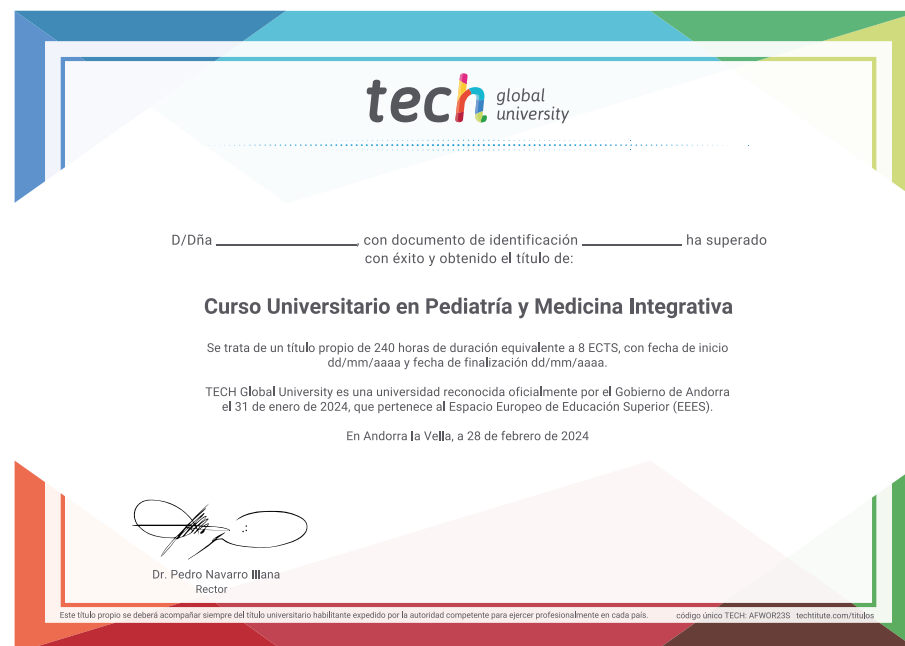 tech global university
D/Dña ____________, con documento de identificación ____________ ha superado
con éxito y obtenido el título de:
Curso Universitario en Pediatría y Medicina Integrativa
Se trata de un título propio de 240 horas de duración equivalente a 8 ECTS, con fecha de inicio
dd/mm/aaaa y fecha de finalización dd/mm/aaaa.
TECH Global University es una universidad reconocida oficialmente por el Gobierno de Andorra
el 31 de enero de 2024, que pertenece al Espacio Europeo de Educación Superior (EEES).
En Andorra la Vella, a 28 de febrero de 2024
Dr. Pedro Navarro Illana
Rector
Este título propio se deberá acompañar siempre del título universitario habilitante expedido por la autoridad competente para ejercer profesionalmente en cada país. código único TECH: AFWOR23S techtitute.com/titulos